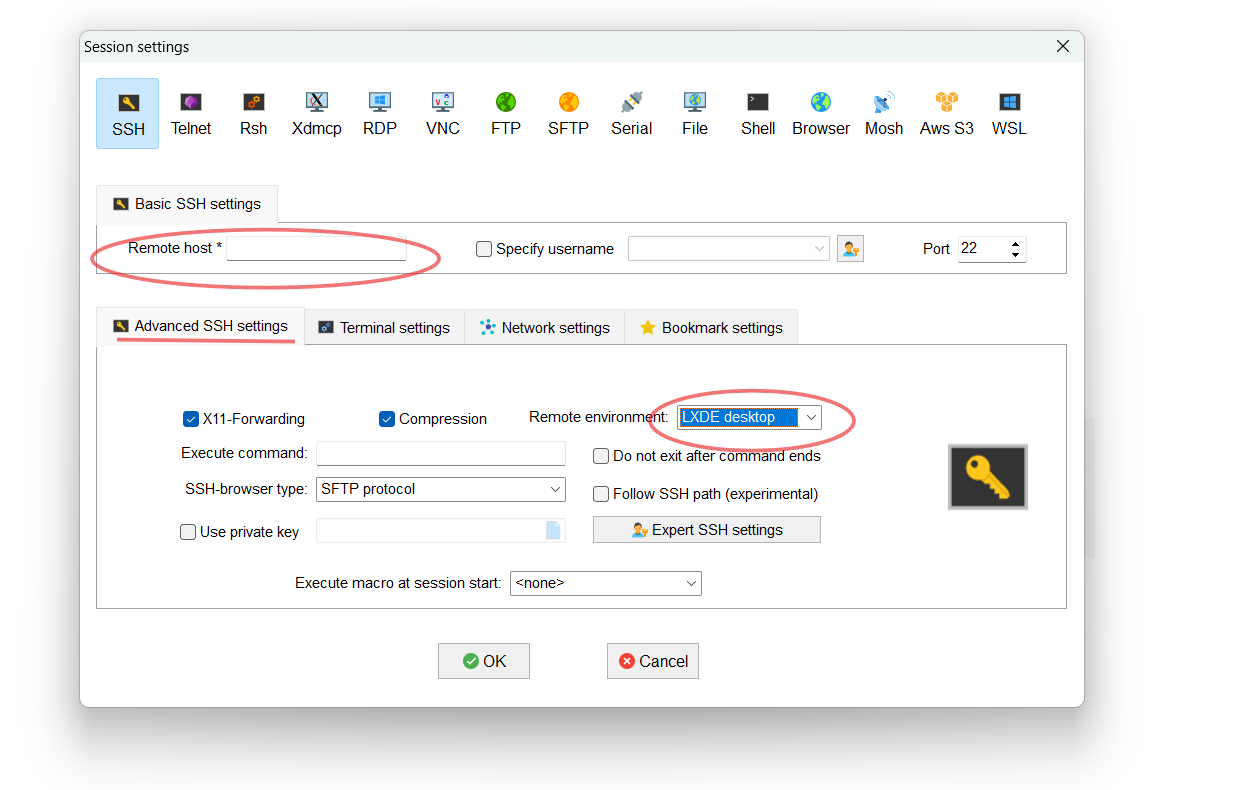 Session settings
SSH Telnet Rsh Xdmcp RDP VNC FTP SFTP Serial File Shell Browser Mosh Aws S3 WSL
Basic SSH settings
Remote host * Specify username Port 22
Advanced SSH settings Terminal settings Network settings Bookmark settings
X11-Forwarding Compression Remote environment: LXDE desktop
Execute command: Do not exit after command ends
SSH-browser type: SFTP protocol Follow SSH path (experimental)
Use private key Expert SSH settings
Execute macro at session start: <none>
OK Cancel